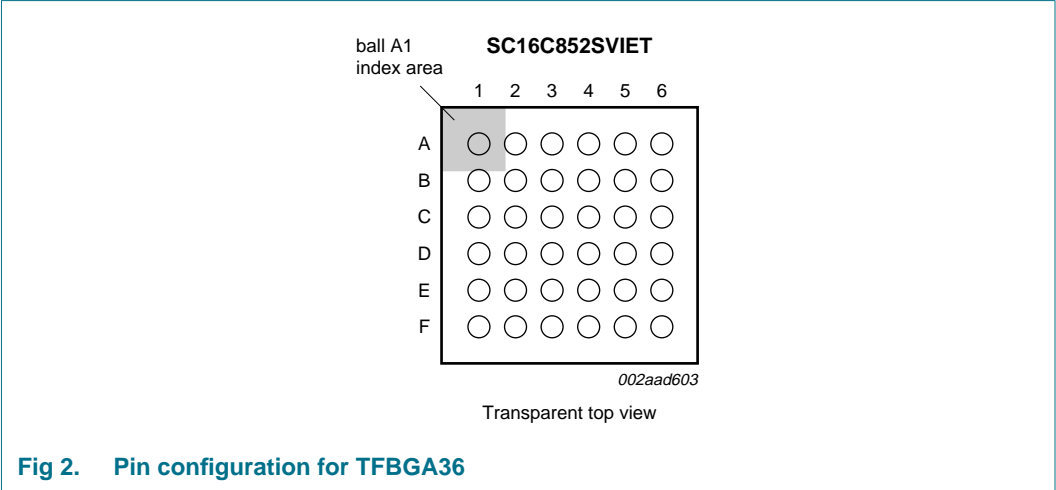 ball A1
index area
SC16C852SVIET
1 2 3 4 5 6
A
B
C
D
E
F
002aad603
Transparent top view
Fig 2. Pin configuration for TFBGA36